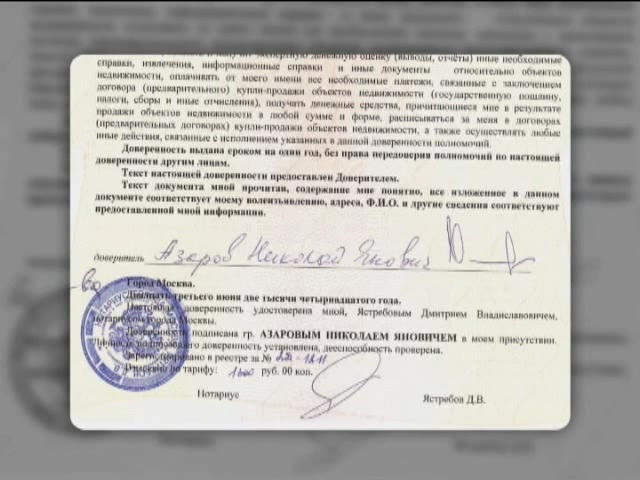 экспертную денежную оценку (выводы, отчёты) иные необходимые
справки, извлечения, информационные справки и иные документы относительно объектов
недвижимости, оплачивать от моего имени все необходимые платежи, связанные с заключением
договора (предварительного) купли-продажи объектов недвижимости (государственную пошлину,
налоги, сборы и иные отчисления), получать денежные средства, причитающиеся мне в результате
продажи объектов недвижимости в любой сумме и форме, расписываться за меня в договорах
(предварительных договорах) купли-продажи объектов недвижимости, а также осуществлять любые
иные действия, связанные с исполнением указанных в данной доверенности полномочий.
Доверенность выдана сроком на один год, без права передоверия полномочий по настоящей
доверенности другим лицам.
Текст настоящей доверенности предоставлен Доверителем.
Текст документа мной прочитан, содержание мне понятно, все изложенное в данном
документе соответствует моему волеизъявлению, адреса, Ф.И.О. и другие сведения соответствуют
предоставленной мной информации.
доверитель Азаров Николай Янович
Город Москва.
Двадцать третьего июня две тысячи четырнадцатого года.
Настоящая доверенность удостоверена мной, Ястребовым Дмитрием Владиславовичем,
нотариусом города Москвы.
Доверенность подписана гр. АЗАРОВЫМ НИКОЛАЕМ ЯНОВИЧЕМ в моем присутствии.
Личность подписавшего доверенность установлена, дееспособность проверена.
Зарегистрировано в реестре за №
Взыскано по тарифу: руб. 00 коп.
Нотариус Ястребов Д.В.